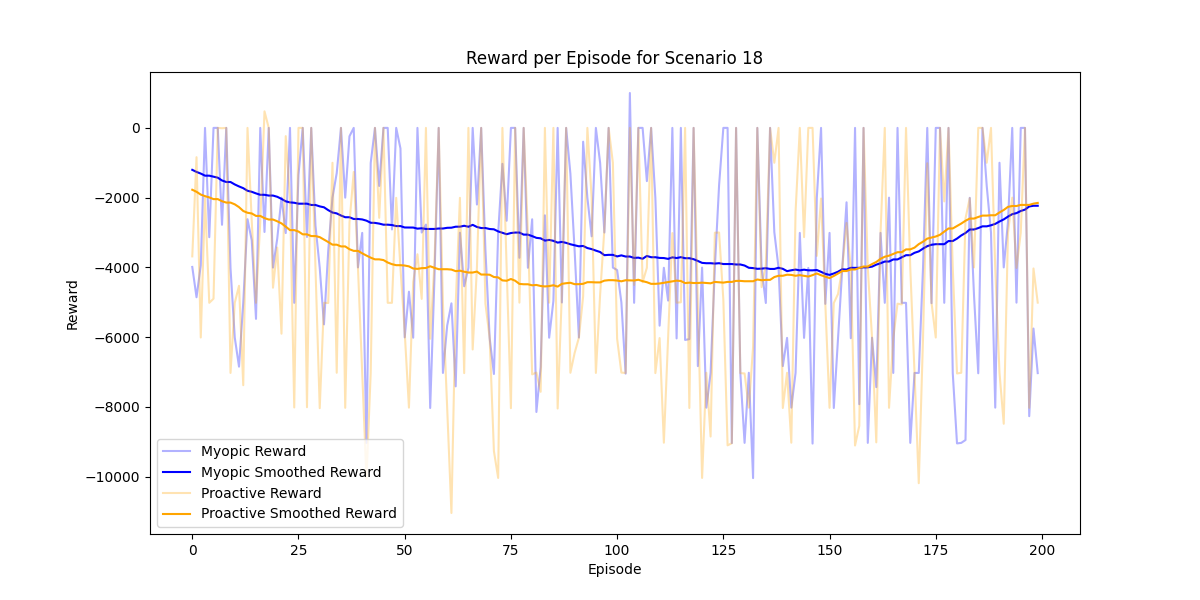 Reward per Episode for Scenario 18
Reward
0
−2000
−4000
−6000
−8000
−10000
Myopic Reward
Myopic Smoothed Reward
Proactive Reward
Proactive Smoothed Reward
0 25 50 75 100 125 150 175 200
Episode